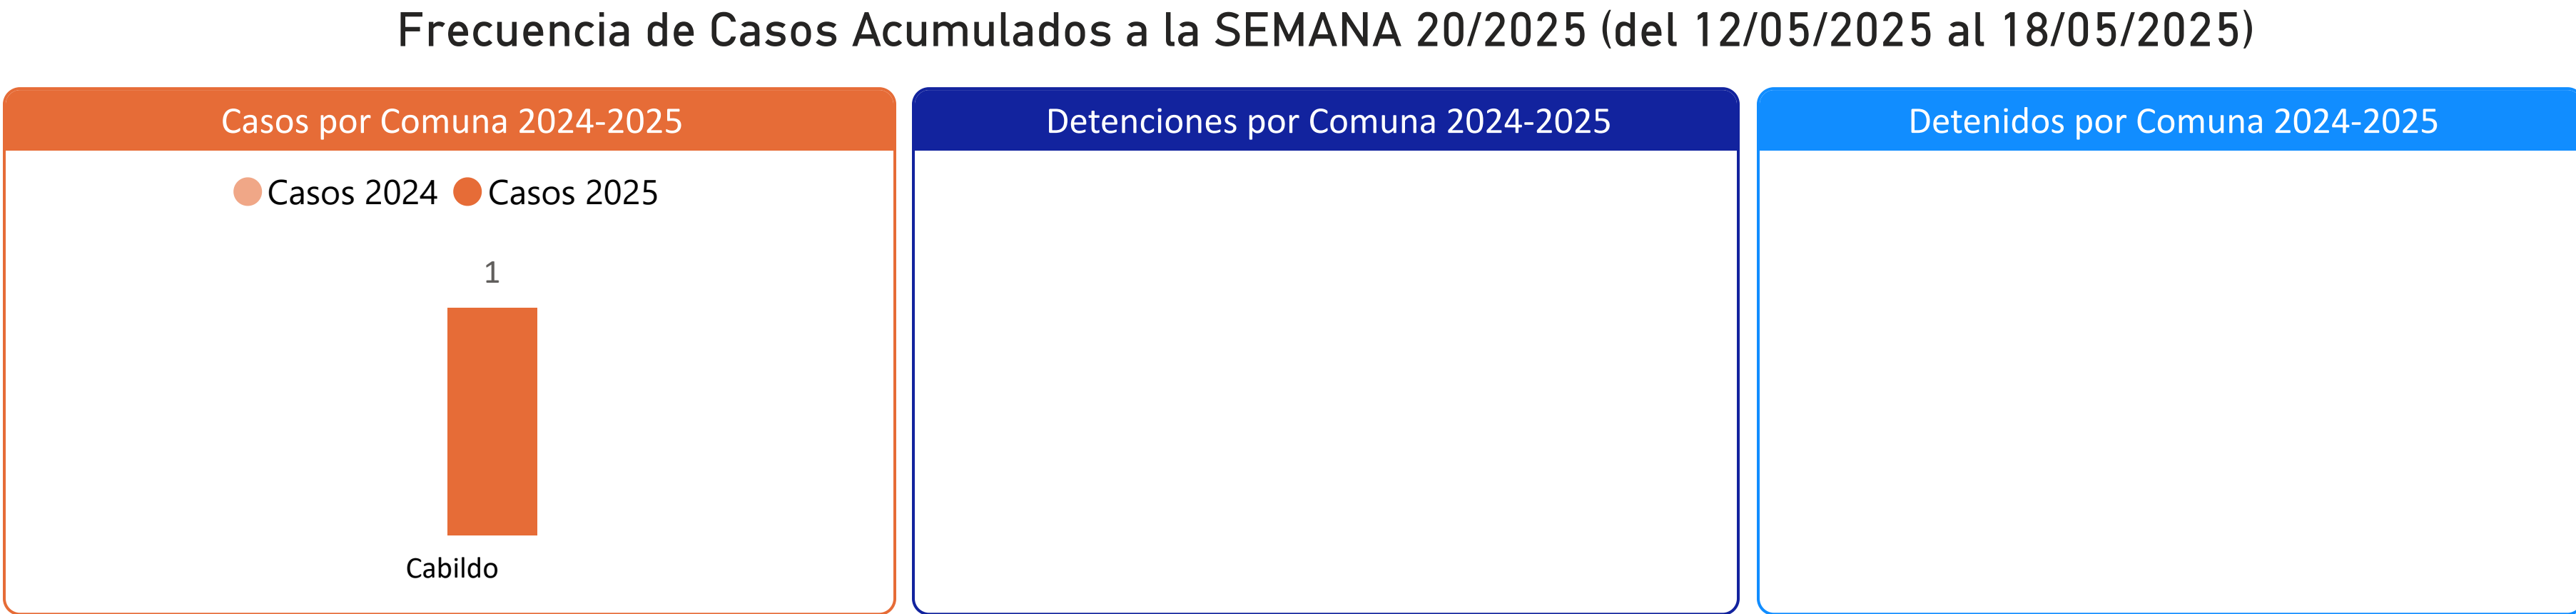 Frecuencia de Casos Acumulados a la SEMANA 20/2025 (del 12/05/2025 al 18/05/2025)
Casos por Comuna 2024-2025
Casos 2024 Casos 2025
1
Cabildo
Detenciones por Comuna 2024-2025
Detenidos por Comuna 2024-2025